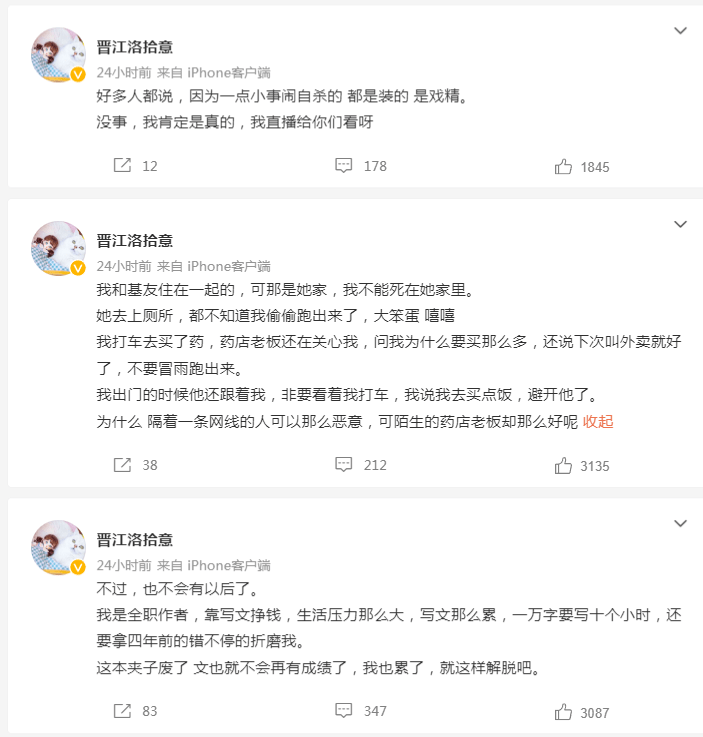 晋江洛拾意
24小时前 来自 iPhone客户端
好多人都说，因为一点小事闹自杀的 都是装的 是戏精。
没事，我肯定是真的，我直播给你们看呀
12 178 1845
晋江洛拾意
24小时前 来自 iPhone客户端
我和基友住在一起的，可那是她家，我不能死在她家里。
她去上厕所，都不知道我偷偷跑出来了，大笨蛋 嘻嘻
我打车去买了药，药店老板还在关心我，问我为什么要买那么多，还说下次叫外卖就好
了，不要冒雨跑出来。
我出门的时候他还跟着我，非要看着我打车，我说我去买点饭，避开他了。
为什么 隔着一条网线的人可以那么恶意，可陌生的药店老板却那么好呢 收起
38 212 3135
晋江洛拾意
24小时前 来自 iPhone客户端
不过，也不会有以后了。
我是全职作者，靠写文挣钱，生活压力那么大，写文那么累，一万字要写十个小时，还
要拿四年前的错不停的折磨我。
这本夹子废了 文也就不会再有成绩了，我也累了，就这样解脱吧。
83 347 3087